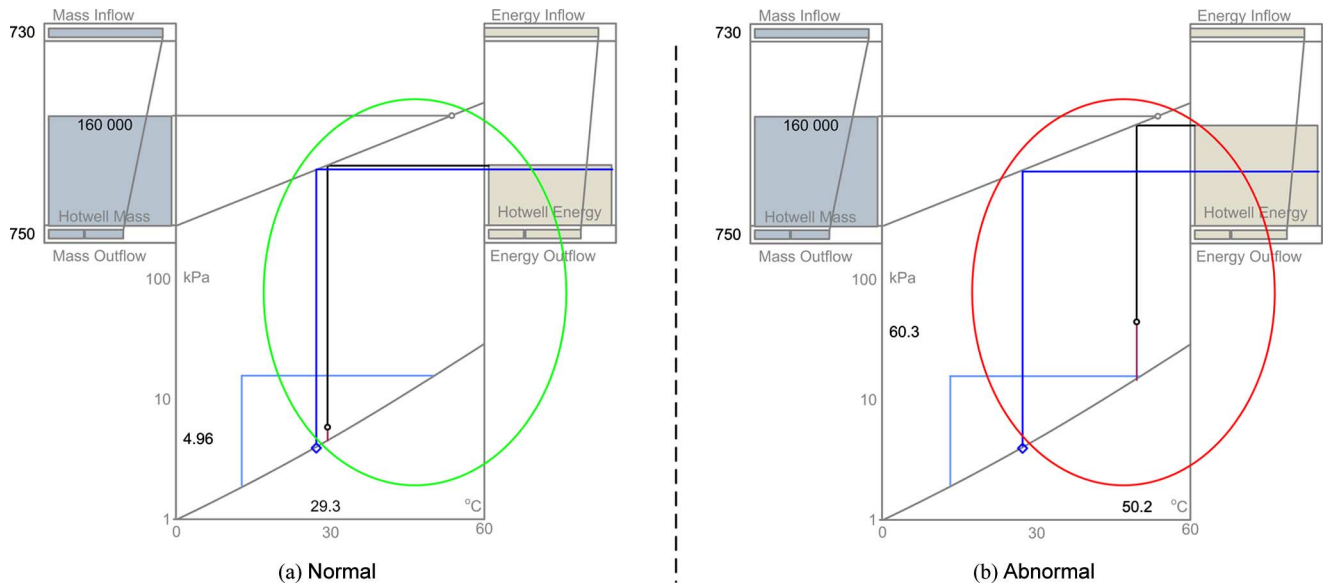 Mass Inflow
Energy Inflow
730
160 000
Hotwell Mass
Hotwell Energy
750
Mass Outflow
Energy Outflow
100
kPa
10
4.96
29.3
°C
1
0
30
60
(a) Normal
Mass Inflow
Energy Inflow
730
160 000
Hotwell Mass
Hotwell Energy
750
Mass Outflow
Energy Outflow
100
kPa
60.3
10
50.2
°C
1
0
30
60
(b) Abnormal